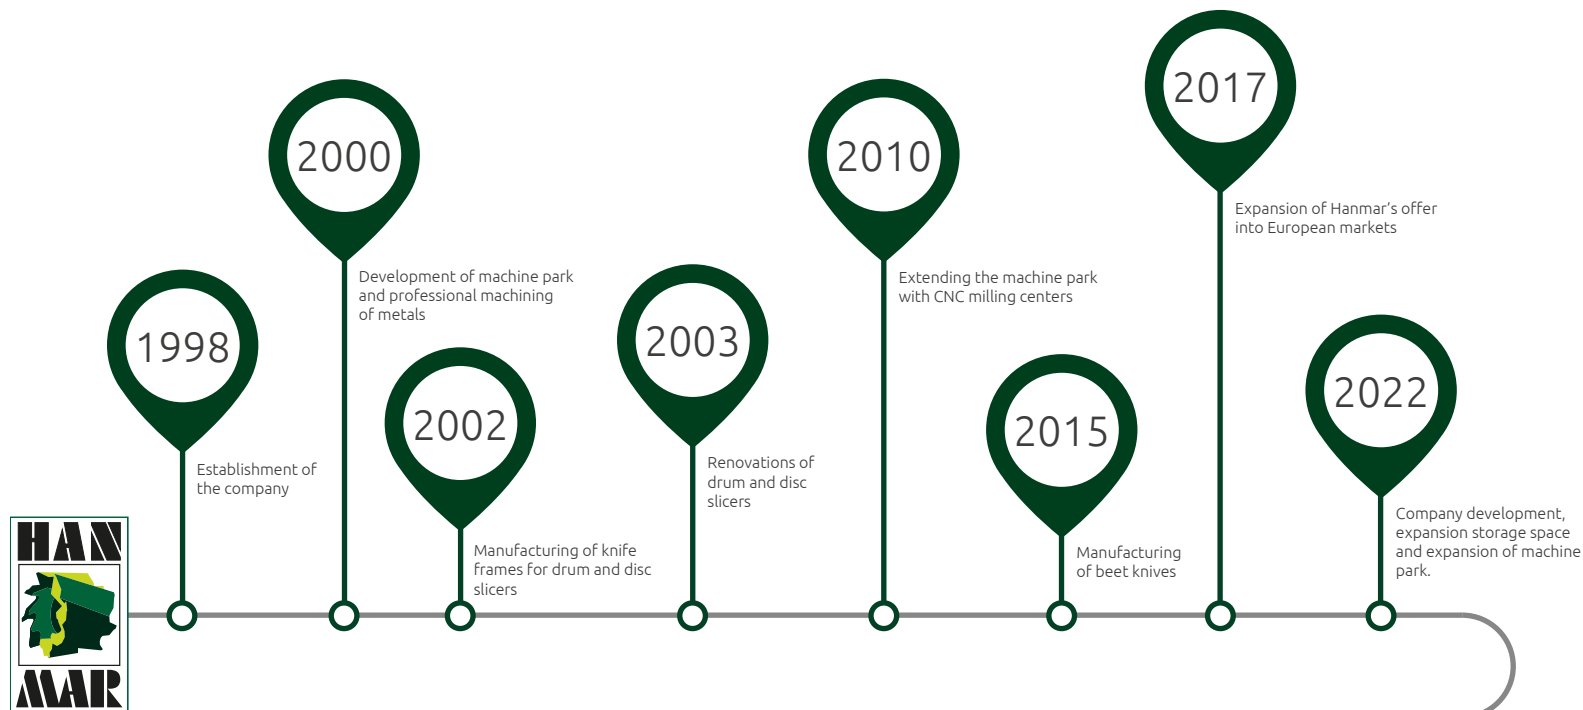 HAN
MAR
1998
Establishment of
the company
2000
Development of machine park
and professional machining
of metals
2002
Manufacturing of knife
frames for drum and disc
slicers
2003
Renovations of
drum and disc
slicers
2010
Extending the machine park
with CNC milling centers
2015
Manufacturing
of beet knives
2017
Expansion of Hanmar’s offer
into European markets
2022
Company development,
expansion storage space
and expansion of machine
park.